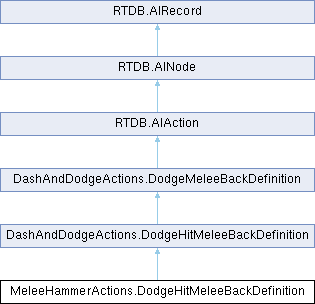 RTDB.AIRecord
RTDB.AINode
RTDB.AIAction
DashAndDodgeActions.DodgeMeleeBackDefinition
DashAndDodgeActions.DodgeHitMeleeBackDefinition
MeleeHammerActions.DodgeHitMeleeBackDefinition